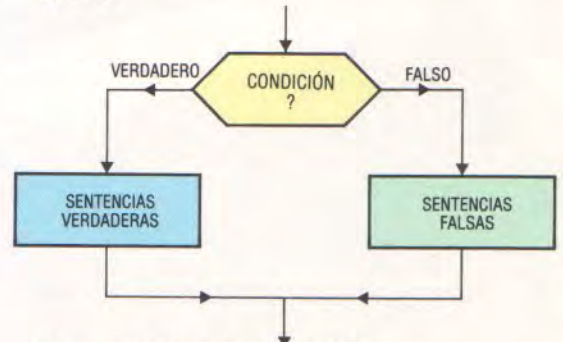 VERDADERO
CONDICIÓN
?
FALSO
SENTENCIAS
VERDADERAS
SENTENCIAS
FALSAS